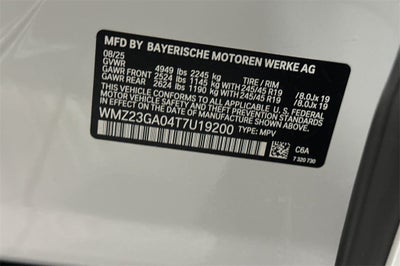 MFD BY BAYERISCHE MOTOREN WERKE AG
08/25
GVWR 4949 lbs 2245 kg TIRE / RIM
GAWR FRONT 2524 lbs 1145 kg WITH 245/45 R19 /8.0J x 19
GAWR REAR 2624 lbs 1190 kg WITH 245/45 R19 /8.0J x 19
THIS VEHICLE CONFORMS TO ALL APPLICABLE U.S. FEDERAL
MOTOR VEHICLE SAFETY, BUMPER, AND THEFT PREVENTION STANDARDS
IN EFFECT ON THE DATE OF MANUFACTURE SHOWN ABOVE.
WMZ23GA04T7U19200 TYPE: MPV
C6A
7 320 730